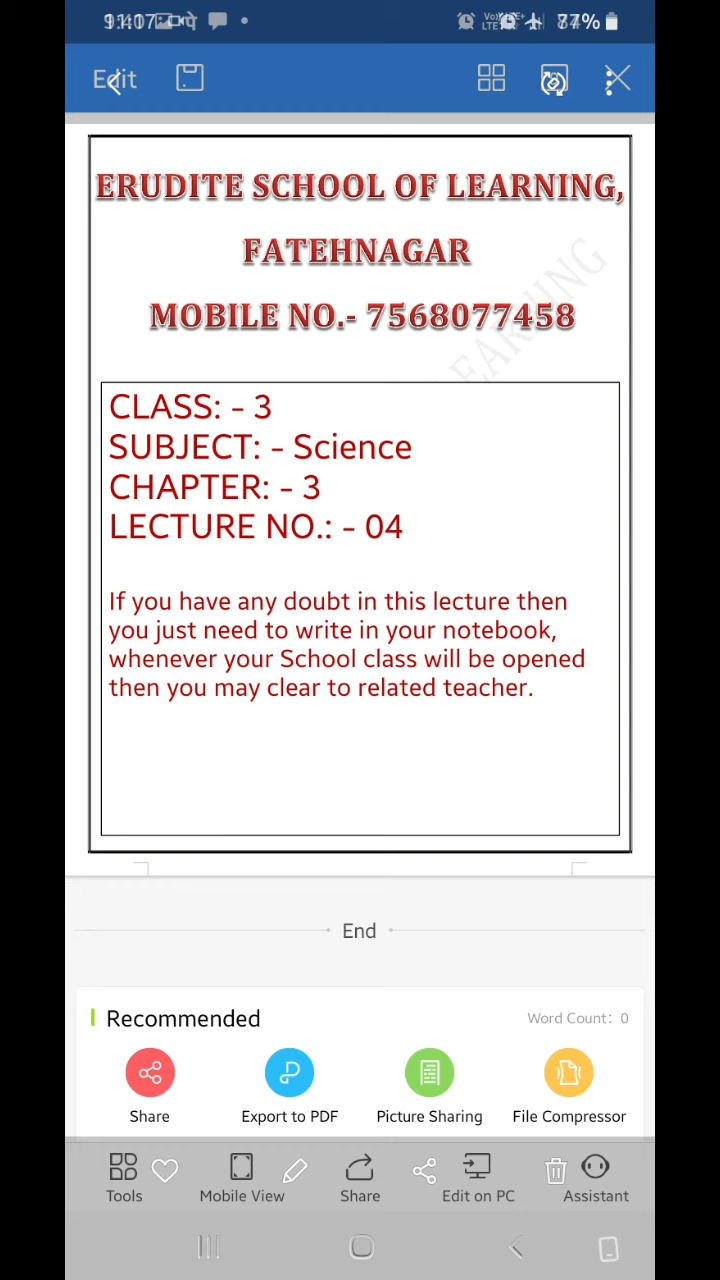 Edit
ERUDITE SCHOOL OF LEARNING,
FATEHNAGAR
MOBILE NO.- 7568077458
EARNING
CLASS: - 3
SUBJECT: - Science
CHAPTER: - 3
LECTURE NO.: - 04
If you have any doubt in this lecture then
you just need to write in your notebook,
whenever your School class will be opened
then you may clear to related teacher.
End
Recommended
Word Count: 0
Share
Export to PDF
Picture Sharing
File Compressor
Tools
Mobile View
Share
Edit on PC
Assistant